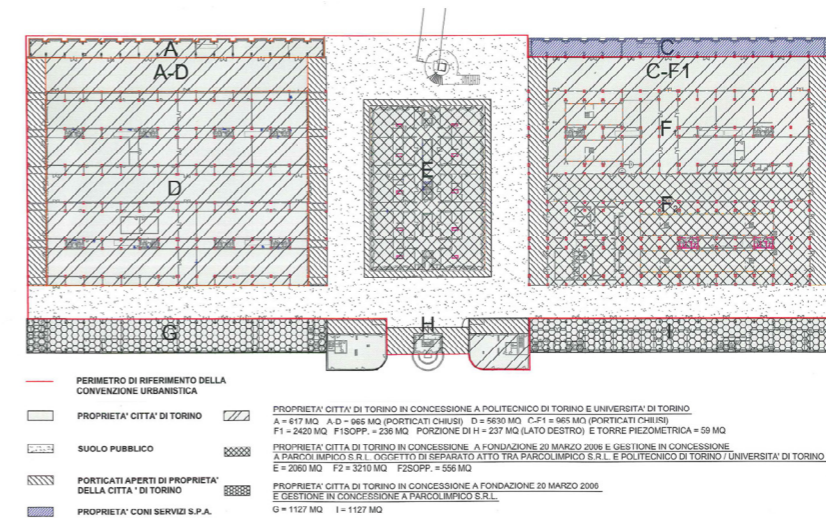 A
C
A-D
C-F1
F
E
D
F
G
H
I
PERIMETRO DI RIFERIMENTO DELLA
CONVENZIONE URBANISTICA
PROPRIETA' CITTA' DI TORINO
PROPRIETA' CITTA' DI TORINO IN CONCESSIONE A POLITECNICO DI TORINO E UNIVERSITA' DI TORINO
A = 617 MQ A-D = 965 MQ (PORTICATI CHIUSI) D = 5630 MQ C-F1 = 965 MQ (PORTICATI CHIUSI)
F1 = 2420 MQ F1SOPP. = 236 MQ PORZIONE DI H = 237 MQ (LATO DESTRO) E TORRE PIEZOMETRICA = 59 MQ
SUOLO PUBBLICO
PROPRIETA' CITTA DI TORINO IN CONCESSIONE A FONDAZIONE 20 MARZO 2006 E GESTIONE IN CONCESSIONE
A PARCOLIMPICO S.R.L. OGGETTO DI SEPARATO ATTO TRA PARCOLIMPICO S.R.L. E POLITECNICO DI TORINO / UNIVERSITA' DI TORINO
E = 2060 MQ F2 = 3210 MQ F2SOPP. = 556 MQ
PORTICATI APERTI DI PROPRIETA'
DELLA CITTA ' DI TORINO
PROPRIETA' CITTA' DI TORINO IN CONCESSIONE A FONDAZIONE 20 MARZO 2006
E GESTIONE IN CONCESSIONE A PARCOLIMPICO S.R.L.
G = 1127 MQ I = 1127 MQ
PROPRIETA' CONI SERVIZI S.P.A.